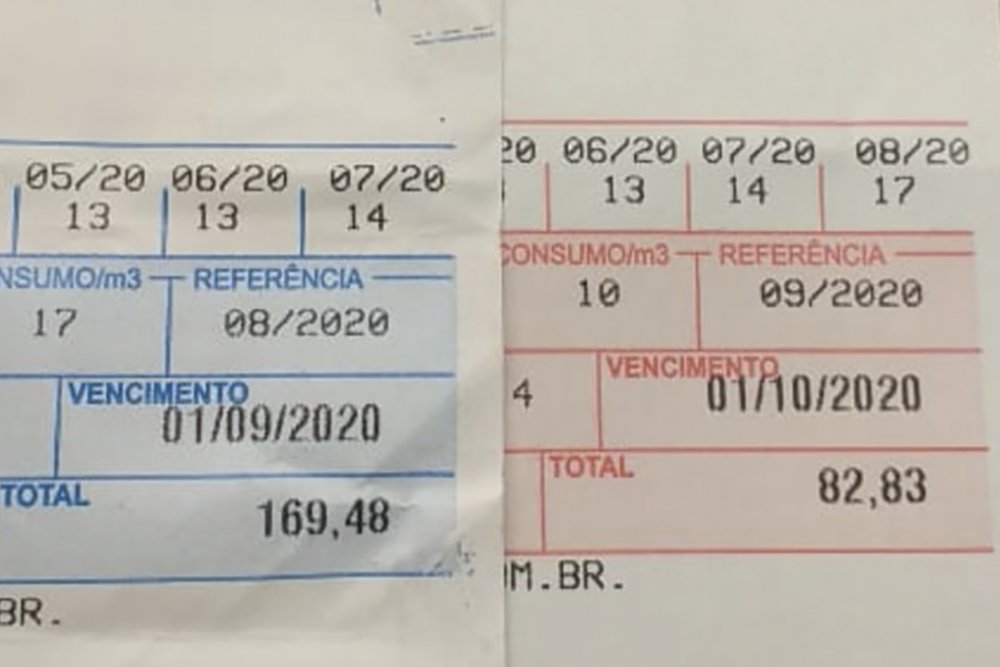 05/20 06/20 07/20
13 13 14
NSUMO/m3 REFERÊNCIA
17 08/2020
VENCIMENTO
01/09/2020
TOTAL
169,48
BR.
20 06/20 07/20 08/20
13 14 17
CONSUMO/m3 REFERÊNCIA
10 09/2020
VENCIMENTO
4 01/10/2020
TOTAL
82,83
OM.BR.